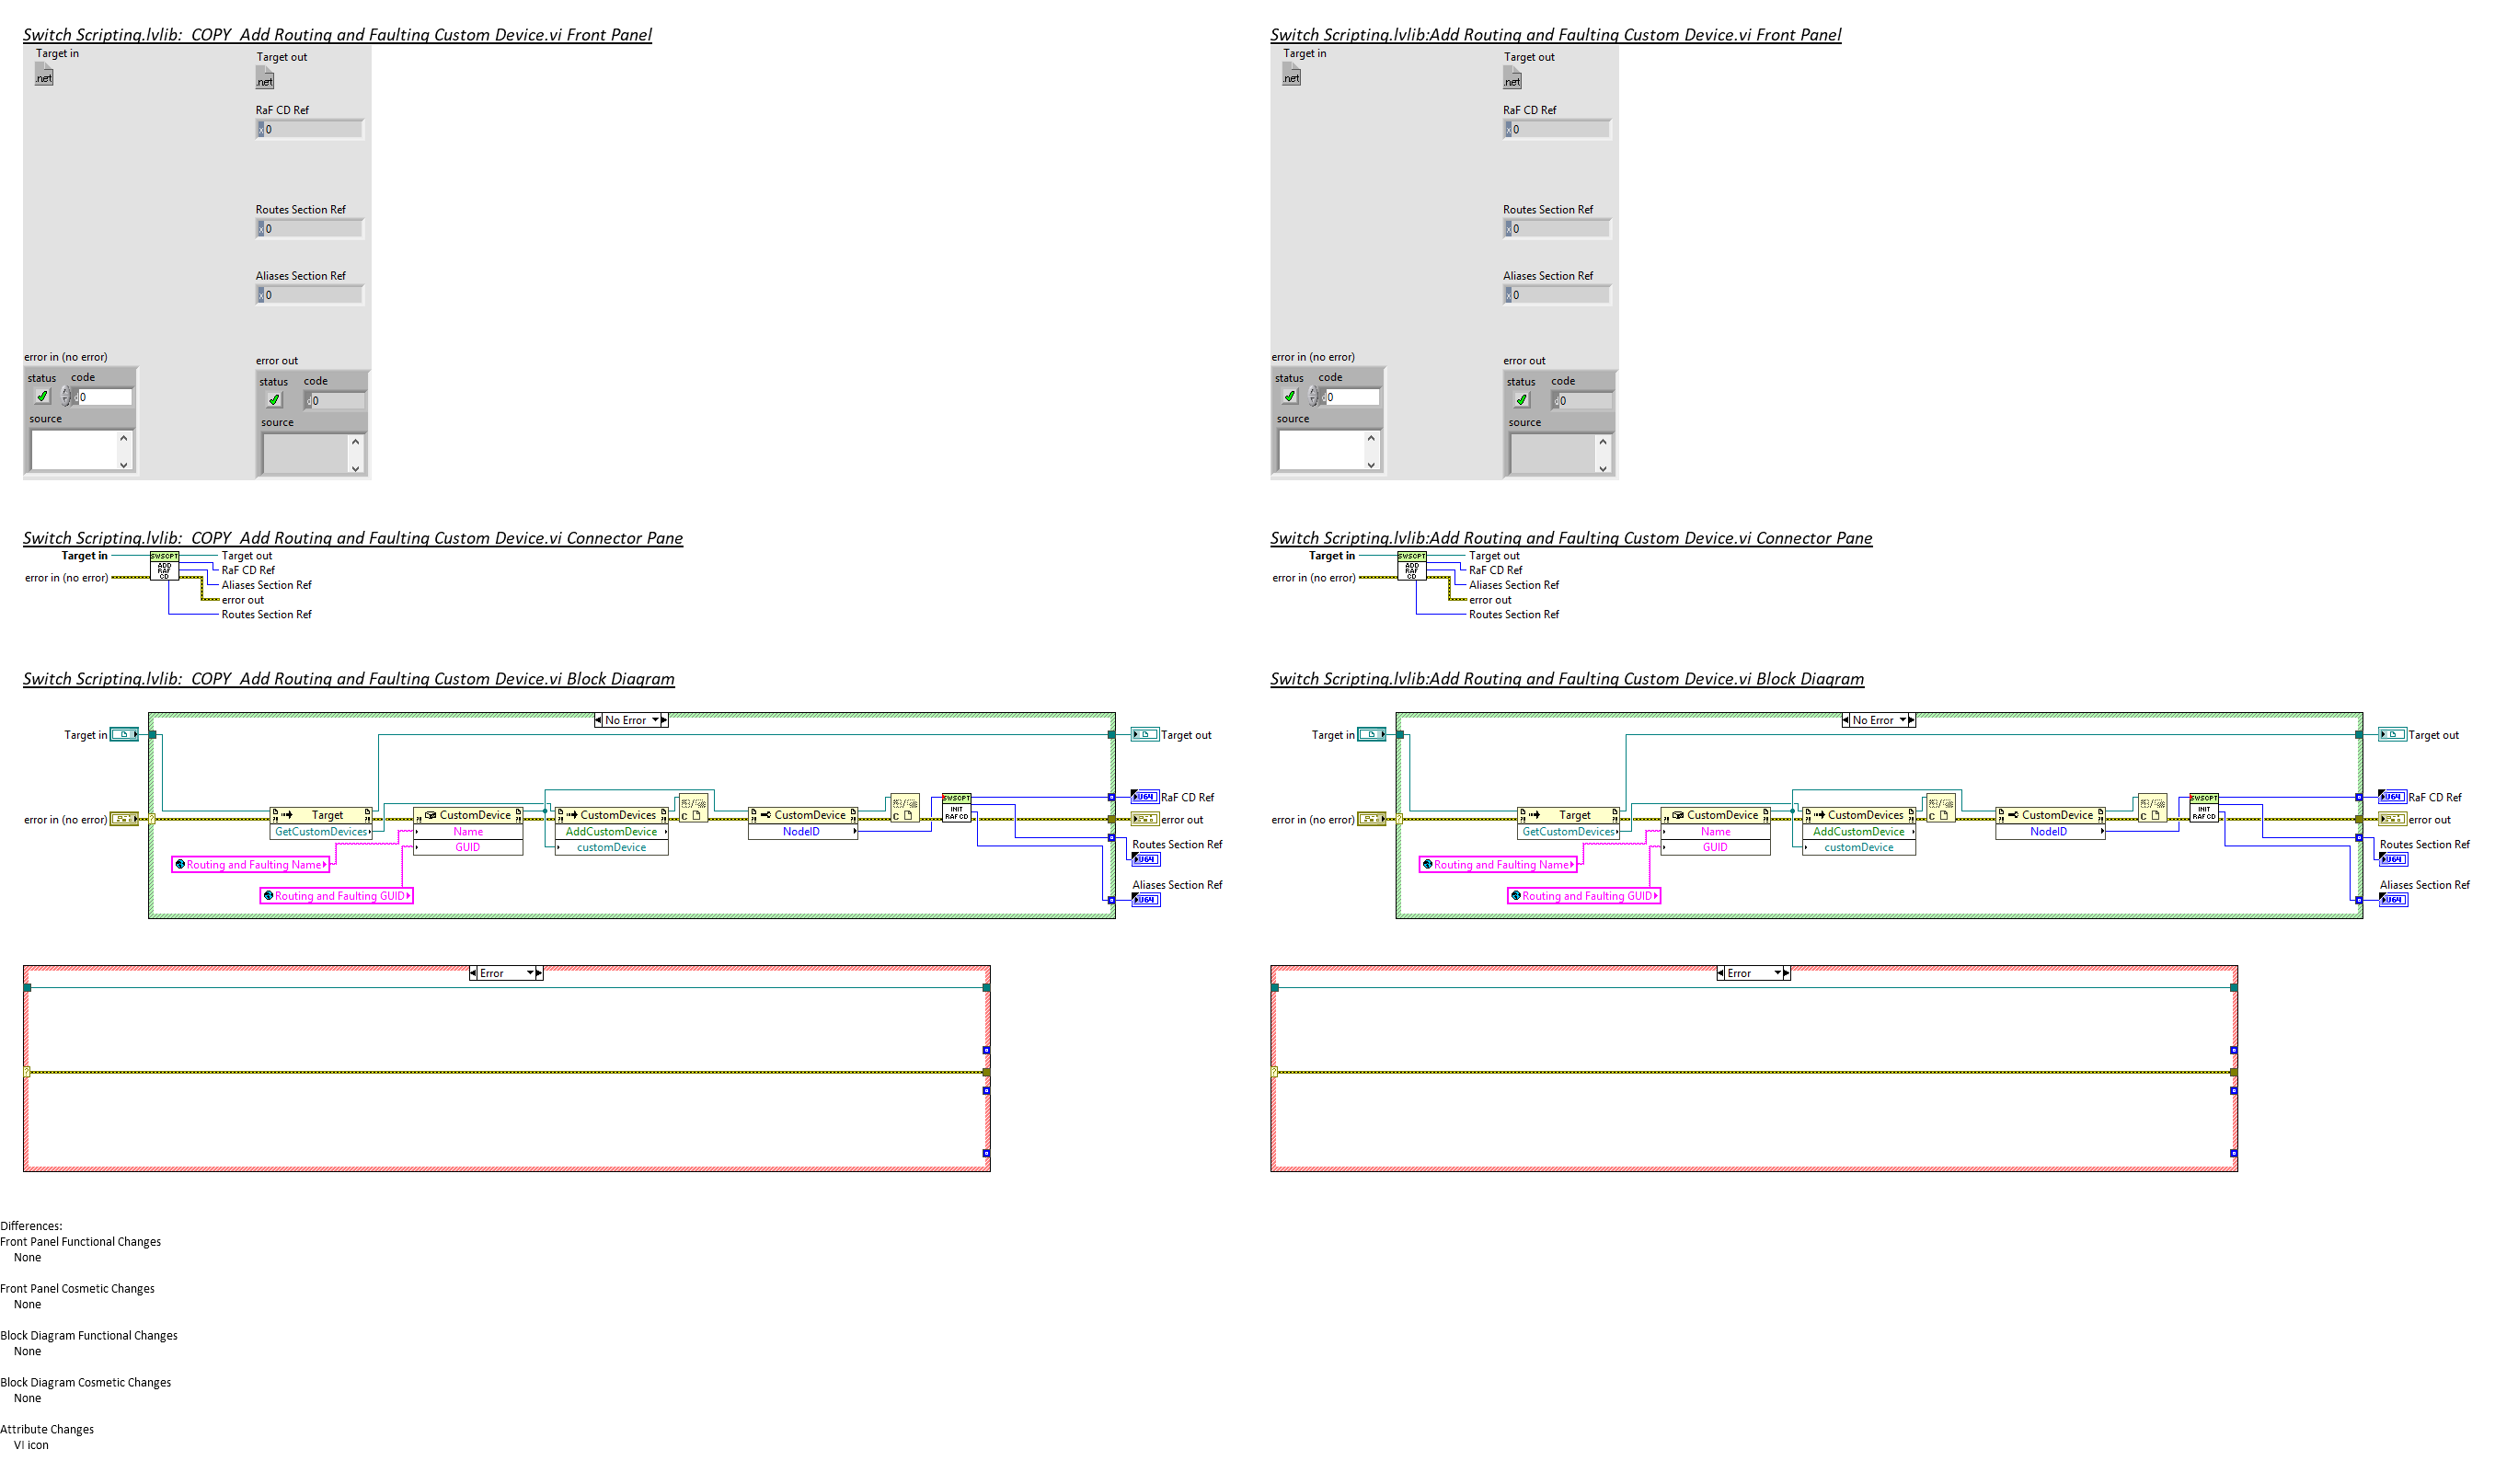 Switch Scripting.lvlib:  COPY  Add Routing and Faulting Custom Device.vi Front Panel
Target in
.net
Target out
.net
RaF CD Ref
x 0
Routes Section Ref
x 0
Aliases Section Ref
x 0
error in (no error)
status code
d 0
source
error out
status code
d 0
source
Switch Scripting.lvlib:Add Routing and Faulting Custom Device.vi Front Panel
Target in
.net
Target out
.net
RaF CD Ref
x 0
Routes Section Ref
x 0
Aliases Section Ref
x 0
error in (no error)
status code
d 0
source
error out
status code
d 0
source
Switch Scripting.lvlib:  COPY  Add Routing and Faulting Custom Device.vi Connector Pane
Target in
error in (no error)
SWSCPT
ADD
RAF
CD
Target out
RaF CD Ref
Aliases Section Ref
error out
Routes Section Ref
Switch Scripting.lvlib:Add Routing and Faulting Custom Device.vi Connector Pane
Target in
error in (no error)
SWSCPT
ADD
RAF
CD
Target out
RaF CD Ref
Aliases Section Ref
error out
Routes Section Ref
Switch Scripting.lvlib:  COPY  Add Routing and Faulting Custom Device.vi Block Diagram
No Error
Target in
error in (no error)
Target
GetCustomDevices
Routing and Faulting Name
Routing and Faulting GUID
CustomDevice
Name
GUID
CustomDevices
AddCustomDevice
customDevice
CustomDevice
NodeID
SWSCPT
INIT
RAF CD
Target out
U64 RaF CD Ref
error out
Routes Section Ref
U64
Aliases Section Ref
U64
Error
Switch Scripting.lvlib:Add Routing and Faulting Custom Device.vi Block Diagram
No Error
Target in
error in (no error)
Target
GetCustomDevices
Routing and Faulting Name
Routing and Faulting GUID
CustomDevice
Name
GUID
CustomDevices
AddCustomDevice
customDevice
CustomDevice
NodeID
SWSCPT
INIT
RAF CD
Target out
U64 RaF CD Ref
error out
Routes Section Ref
U64
Aliases Section Ref
U64
Error
Differences:
Front Panel Functional Changes
None
Front Panel Cosmetic Changes
None
Block Diagram Functional Changes
None
Block Diagram Cosmetic Changes
None
Attribute Changes
VI icon